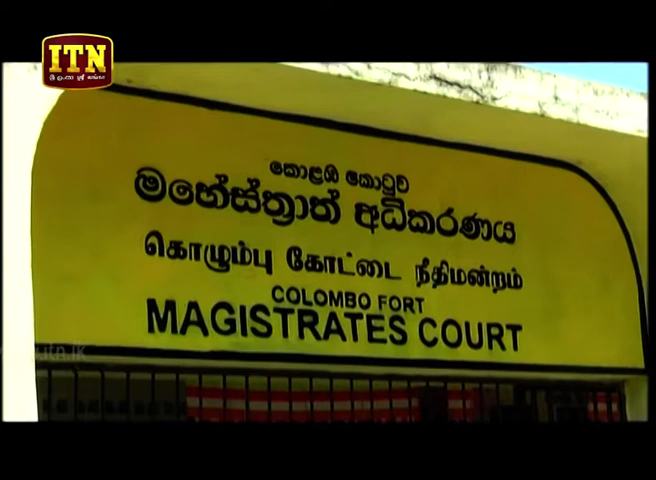 ITN
ශ්‍රී ලංකා
කොළඹ කොටුව
මහේස්ත්‍රාත් අධිකරණය
கொழும்பு கோட்டை நீதிமன்றம்
COLOMBO FORT
MAGISTRATES COURT